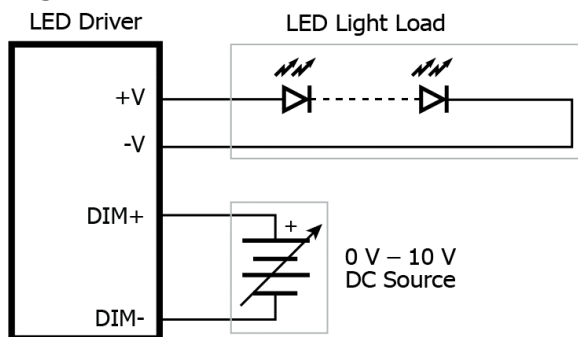 LED Driver
LED Light Load
+V
-V
DIM+
+
0 V – 10 V
DC Source
DIM-